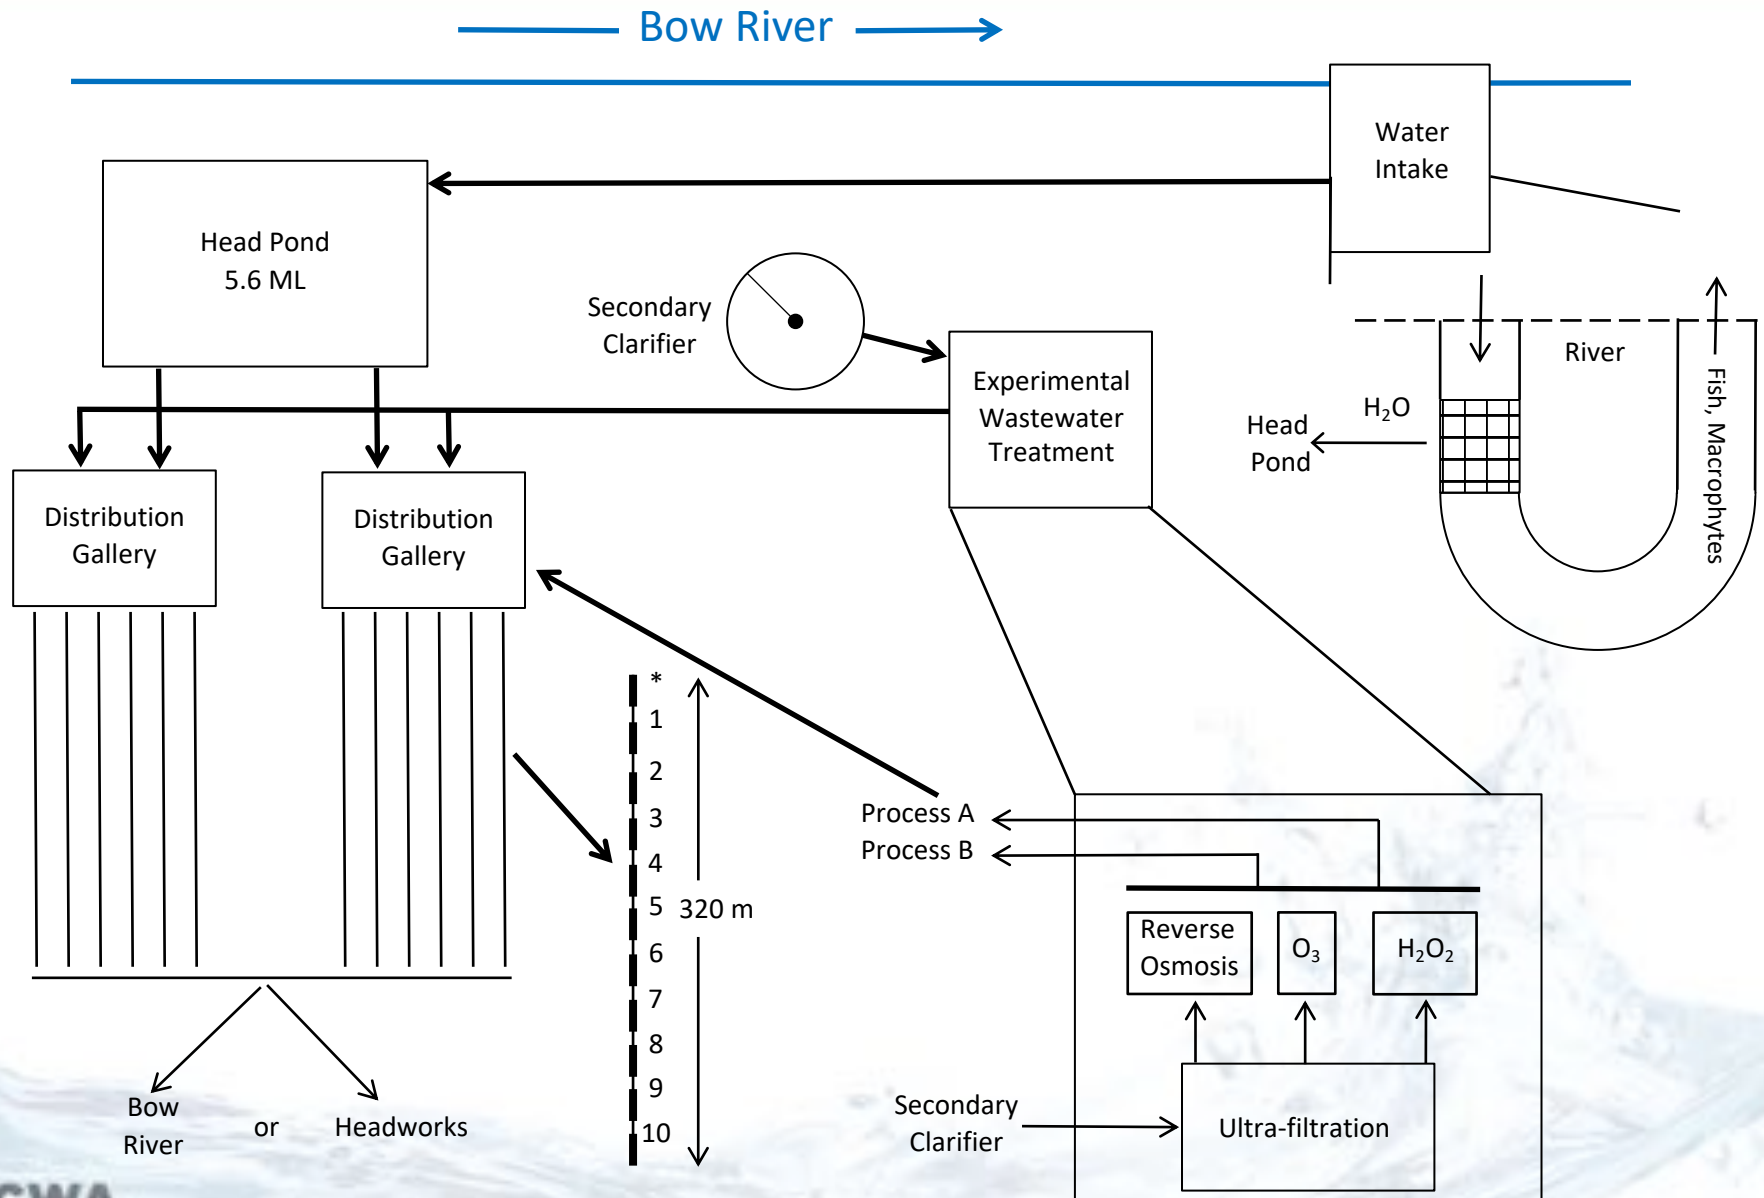 Bow River
Water
Intake
Head Pond
5.6 ML
Secondary
Clarifier
Experimental
Wastewater
Treatment
River
H₂O
Head
Pond
Fish, Macrophytes
Distribution
Gallery
Distribution
Gallery
*
1
2
3
4
5
6
7
8
9
10
320 m
Process A
Process B
Reverse
Osmosis
O₃
H₂O₂
Secondary
Clarifier
Ultra-filtration
Bow
River
or
Headworks